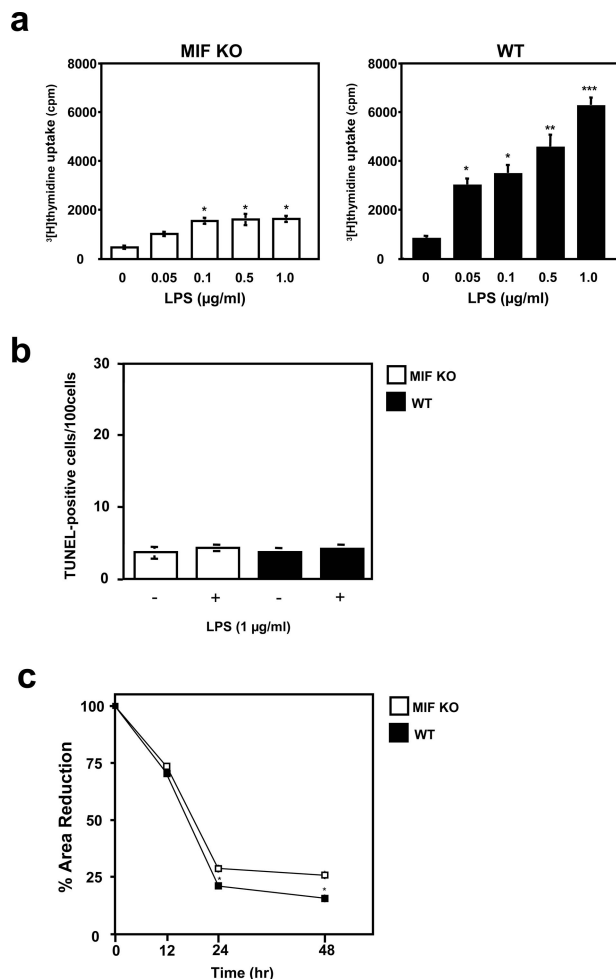 a
MIF KO
WT
³[H]thymidine uptake (cpm)
8000
6000
4000
2000
0
* * *
0 0.05 0.1 0.5 1.0
LPS (µg/ml)
³[H]thymidine uptake (cpm)
8000
6000
4000
2000
0
* * ** ***
0 0.05 0.1 0.5 1.0
LPS (µg/ml)
b
TUNEL-positive cells/100cells
30
20
10
0
- + - +
LPS (1 µg/ml)
MIF KO
WT
c
% Area Reduction
100
75
50
25
0
* *
0 12 24 48
Time (hr)
MIF KO
WT